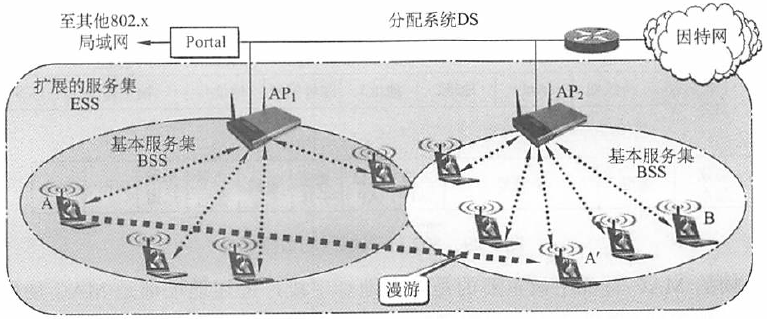 至其他802.x
局域网
Portal
分配系统DS
因特网
扩展的服务集
ESS
AP1
AP2
基本服务集
BSS
基本服务集
BSS
A
B
A′
漫游